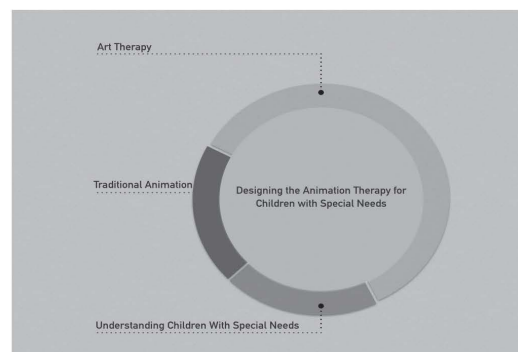 Art Therapy
Traditional Animation
Designing the Animation Therapy for
Children with Special Needs
Understanding Children With Special Needs